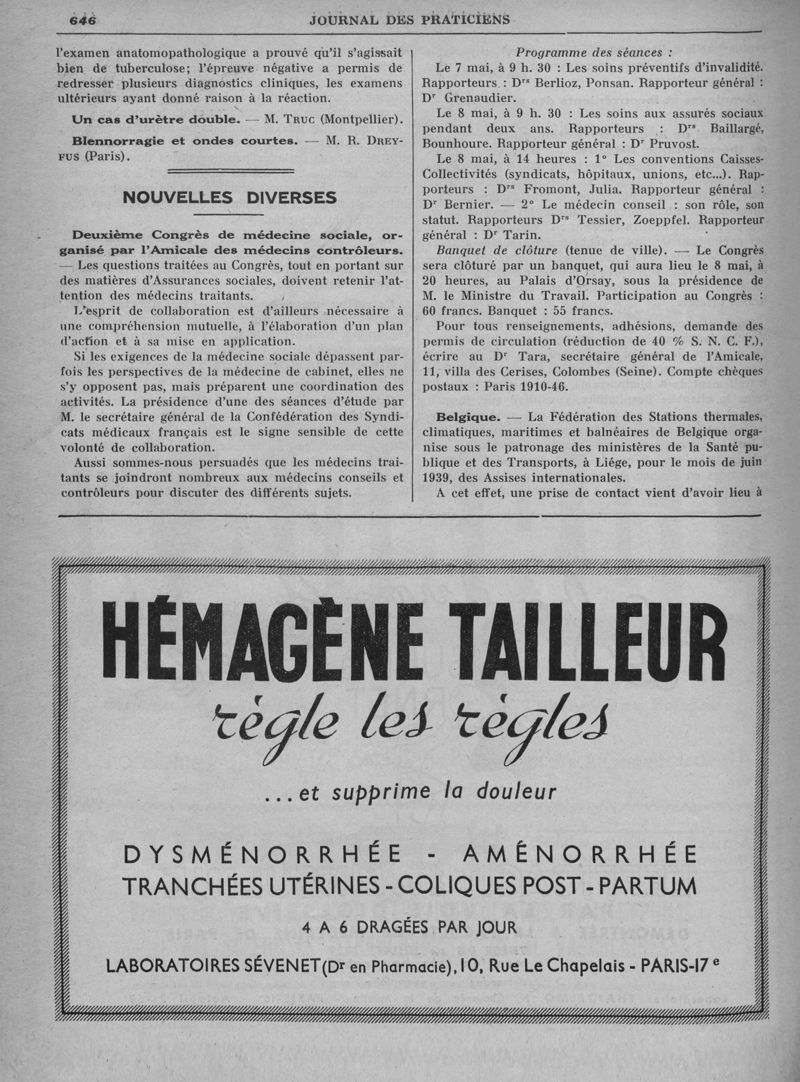 646
JOURNAL DES PRATICIENS
l'examen anatomopathologique a prouvé qu'il s'agissait
bien de tuberculose; l'épreuve négative a permis de
redresser plusieurs diagnostics cliniques, les examens
ultérieurs ayant donné raison à la réaction.
Un cas d'urètre double. — M. TRUC (Montpellier).
Blennorragie et ondes courtes. — M. R. DREY-
FUS (Paris).
NOUVELLES DIVERSES
Deuxième Congrès de médecine sociale, or-
ganisé par l'Amicale des médecins contrôleurs.
— Les questions traitées au Congrès, tout en portant sur
des matières d'Assurances sociales, doivent retenir l'at-
tention des médecins traitants.
L'esprit de collaboration est d'ailleurs nécessaire à
une compréhension mutuelle, à l'élaboration d'un plan
d'action et à sa mise en application.
Si les exigences de la médecine sociale dépassent par-
fois les perspectives de la médecine de cabinet, elles ne
s'y opposent pas, mais préparent une coordination des
activités. La présidence d'une des séances d'étude par
M. le secrétaire général de la Confédération des Syndi-
cats médicaux français est le signe sensible de cette
volonté de collaboration.
Aussi sommes-nous persuadés que les médecins trai-
tants se joindront nombreux aux médecins conseils et
contrôleurs pour discuter des différents sujets.
Programme des séances :
Le 7 mai, à 9 h. 30 : Les soins préventifs d'invalidité.
Rapporteurs : Drs Berlioz, Ponsan. Rapporteur général :
Dr Grenaudier.
Le 8 mai, à 9 h. 30 : Les soins aux assurés sociaux
pendant deux ans. Rapporteurs : Drs Baillargé,
Bounhoure. Rapporteur général : Dr Pruvost.
Le 8 mai, à 14 heures : 1° Les conventions Caisses-
Collectivités (syndicats, hôpitaux, unions, etc...). Rap-
porteurs : Drs Fromont, Julia. Rapporteur général :
Dr Bernier. — 2° Le médecin conseil : son rôle, son
statut. Rapporteurs Drs Tessier, Zoeppfel. Rapporteur
général : Dr Tarin.
Banquet de clôture (tenue de ville). — Le Congrès
sera clôturé par un banquet, qui aura lieu le 8 mai, à
20 heures, au Palais d'Orsay, sous la présidence de
M. le Ministre du Travail. Participation au Congrès :
60 francs. Banquet : 55 francs.
Pour tous renseignements, adhésions, demande des
permis de circulation (réduction de 40 % S. N. C. F.),
écrire au Dr Tara, secrétaire général de l'Amicale,
11, villa des Cerises, Colombes (Seine). Compte chèques
postaux : Paris 1910-46.
Belgique. — La Fédération des Stations thermales,
climatiques, maritimes et balnéaires de Belgique orga-
nise sous le patronage des ministères de la Santé pu-
blique et des Transports, à Liége, pour le mois de juin
1939, des Assises internationales.
A cet effet, une prise de contact vient d'avoir lieu à
HÉMAGÈNE TAILLEUR
règle les règles
...et supprime la douleur
DYSMÉNORRHÉE - AMÉNORRHÉE
TRANCHÉES UTÉRINES - COLIQUES POST - PARTUM
4 A 6 DRAGÉES PAR JOUR
LABORATOIRES SÉVENET (Dr en Pharmacie), 10, Rue Le Chapelais - PARIS-17e